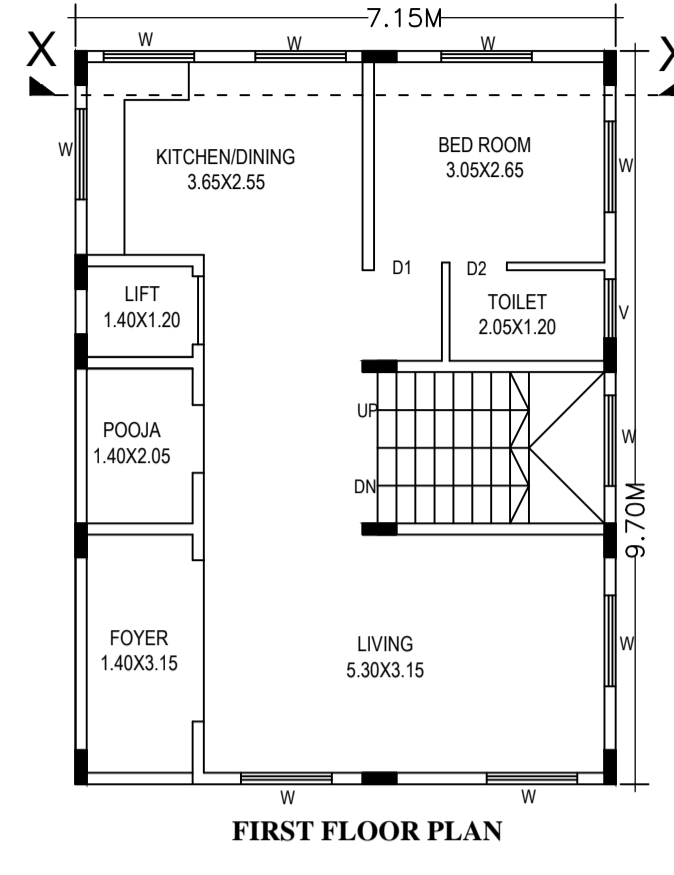 7.15M
X
X
W
W
W
W
KITCHEN/DINING
3.65X2.55
BED ROOM
3.05X2.65
W
D1
D2
LIFT
1.40X1.20
TOILET
2.05X1.20
V
UP
POOJA
1.40X2.05
W
DN
9.70M
FOYER
1.40X3.15
LIVING
5.30X3.15
W
W
W
FIRST FLOOR PLAN